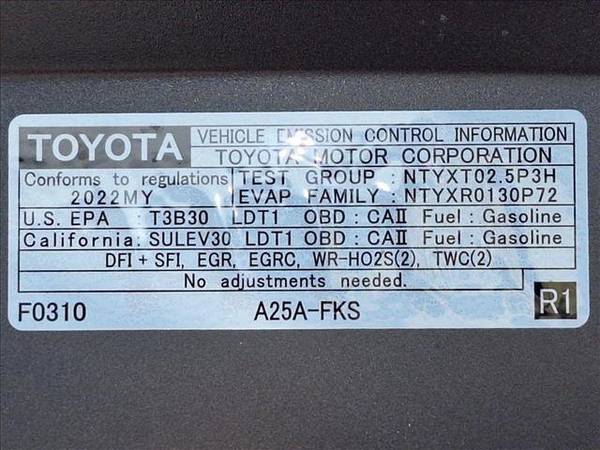 TOYOTA VEHICLE EMISSION CONTROL INFORMATION
TOYOTA MOTOR CORPORATION
Conforms to regulations TEST GROUP : NTYXT02.5P3H
2022MY EVAP FAMILY : NTYXR0130P72
U.S. EPA : T3B30 LDT1 OBD : CAⅡ Fuel : Gasoline
California: SULEV30 LDT1 OBD : CAⅡ Fuel : Gasoline
DFI + SFI, EGR, EGRC, WR-HO2S(2), TWC(2)
No adjustments needed.
F0310 A25A-FKS R1